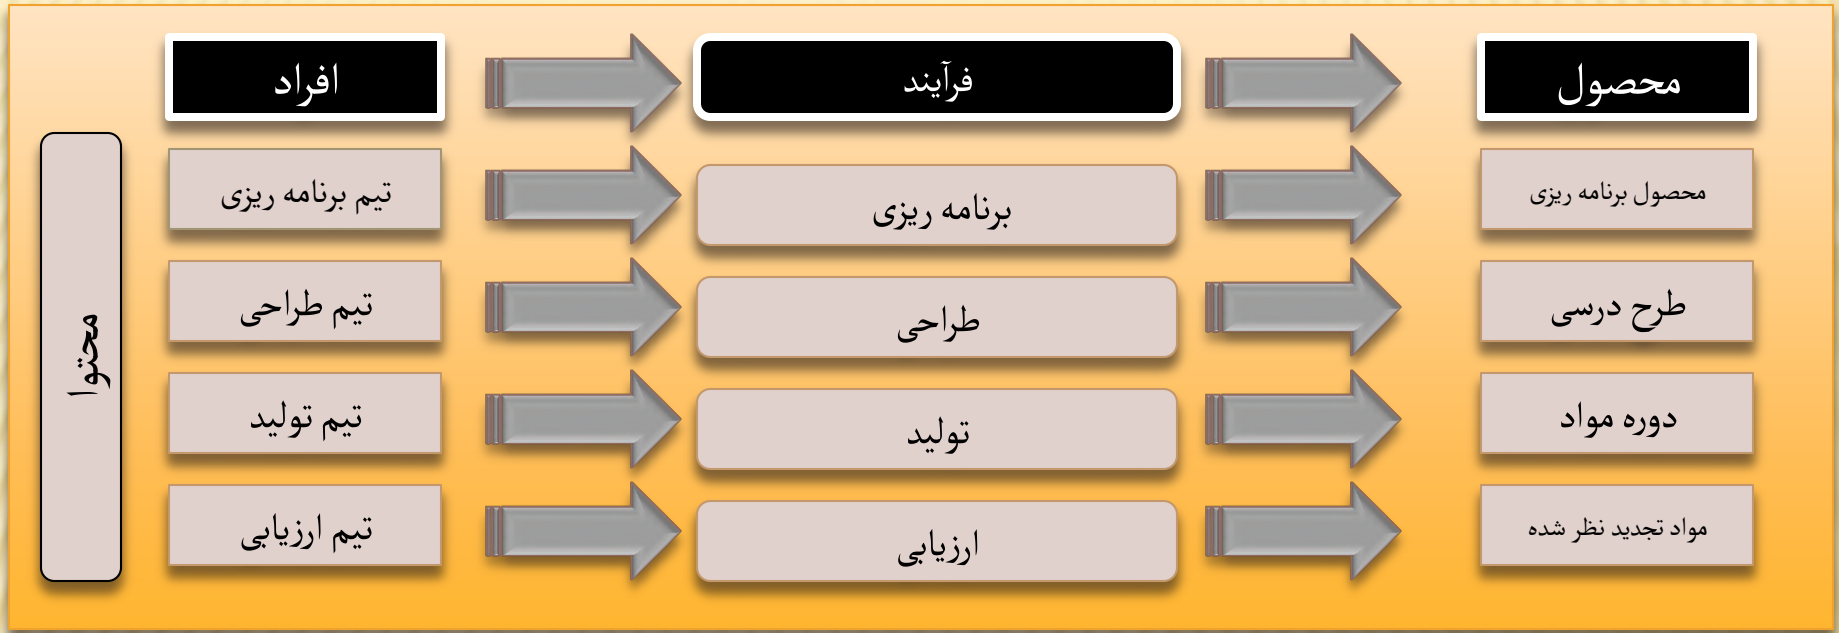 افراد
فرآیند
محصول
محتوا
تیم برنامه ریزی
برنامه ریزی
محصول برنامه ریزی
تیم طراحی
طراحی
طرح درسی
تیم تولید
تولید
دوره مواد
تیم ارزیابی
ارزیابی
مواد تجدید نظر شده